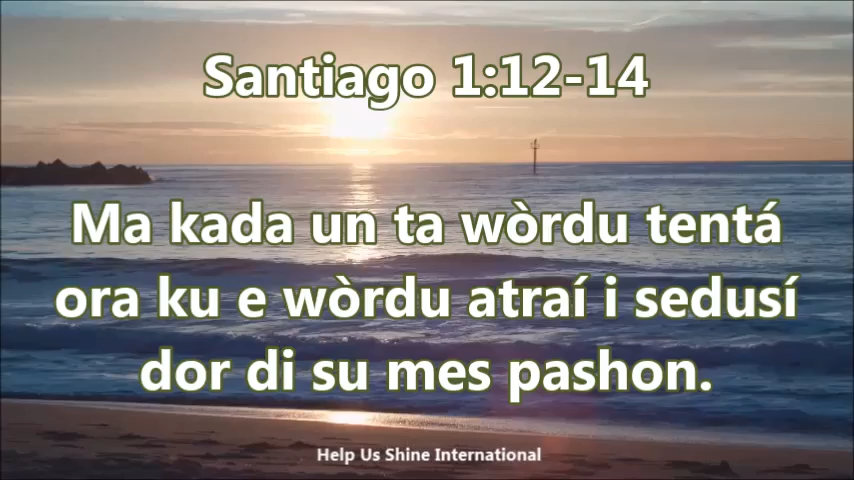 Santiago 1:12-14
Ma kada un ta wòrdu tentá
ora ku e wòrdu atraí i sedusí
dor di su mes pashon.
Help Us Shine International